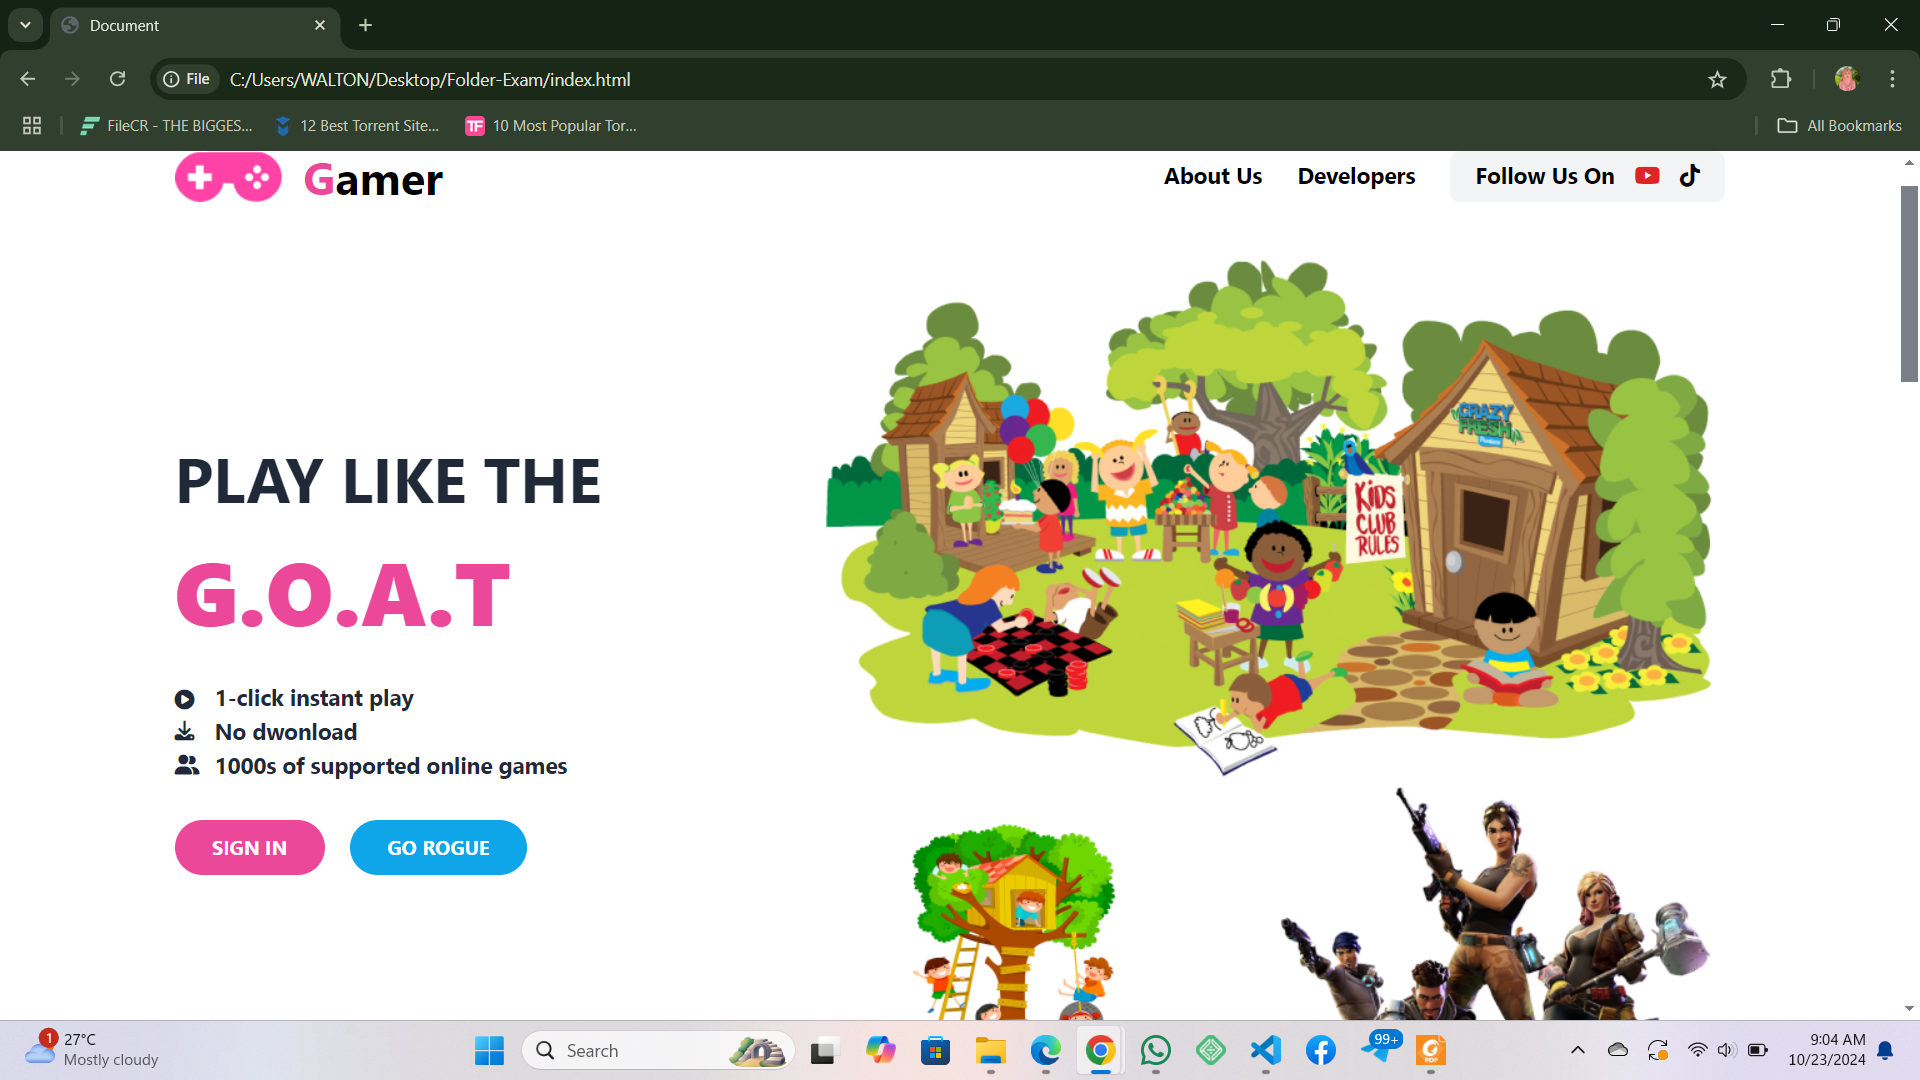 Document
File
C:/Users/WALTON/Desktop/Folder-Exam/index.html
FileCR - THE BIGGES...
12 Best Torrent Site...
TF
10 Most Popular Tor...
All Bookmarks
Gamer
About Us
Developers
Follow Us On
CRAZY
FRESH
Produce
KiDS
CLUB
RULES
PLAY LIKE THE
G.O.A.T
1-click instant play
No dwonload
1000s of supported online games
SIGN IN
GO ROGUE
1
27°C
Mostly cloudy
Search
99+
PDF
9:04 AM
10/23/2024